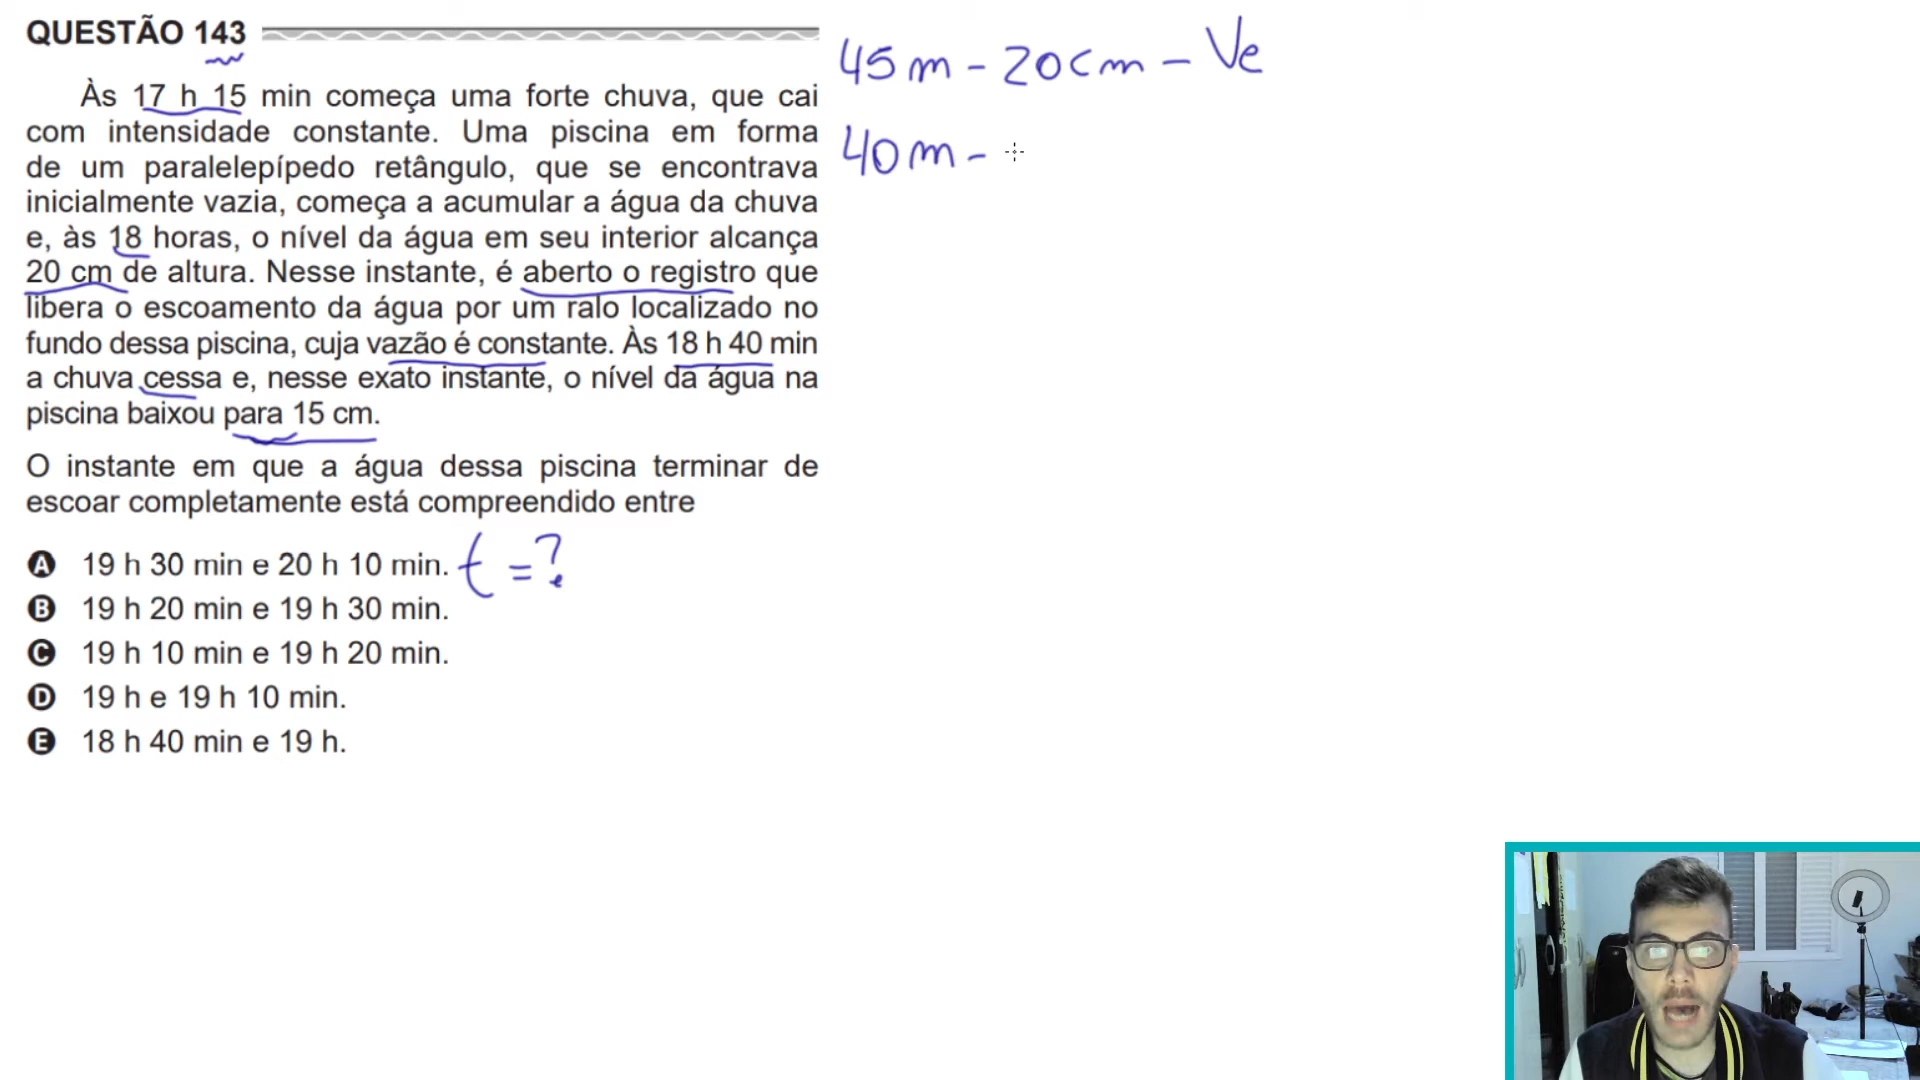 QUESTÃO 143
Às 17 h 15 min começa uma forte chuva, que cai
com intensidade constante. Uma piscina em forma
de um paralelepípedo retângulo, que se encontrava
inicialmente vazia, começa a acumular a água da chuva
e, às 18 horas, o nível da água em seu interior alcança
20 cm de altura. Nesse instante, é aberto o registro que
libera o escoamento da água por um ralo localizado no
fundo dessa piscina, cuja vazão é constante. Às 18 h 40 min
a chuva cessa e, nesse exato instante, o nível da água na
piscina baixou para 15 cm.
O instante em que a água dessa piscina terminar de
escoar completamente está compreendido entre
A 19 h 30 min e 20 h 10 min.
t = ?
B 19 h 20 min e 19 h 30 min.
C 19 h 10 min e 19 h 20 min.
D 19 h e 19 h 10 min.
E 18 h 40 min e 19 h.
45m - 20cm - Ve
40m -